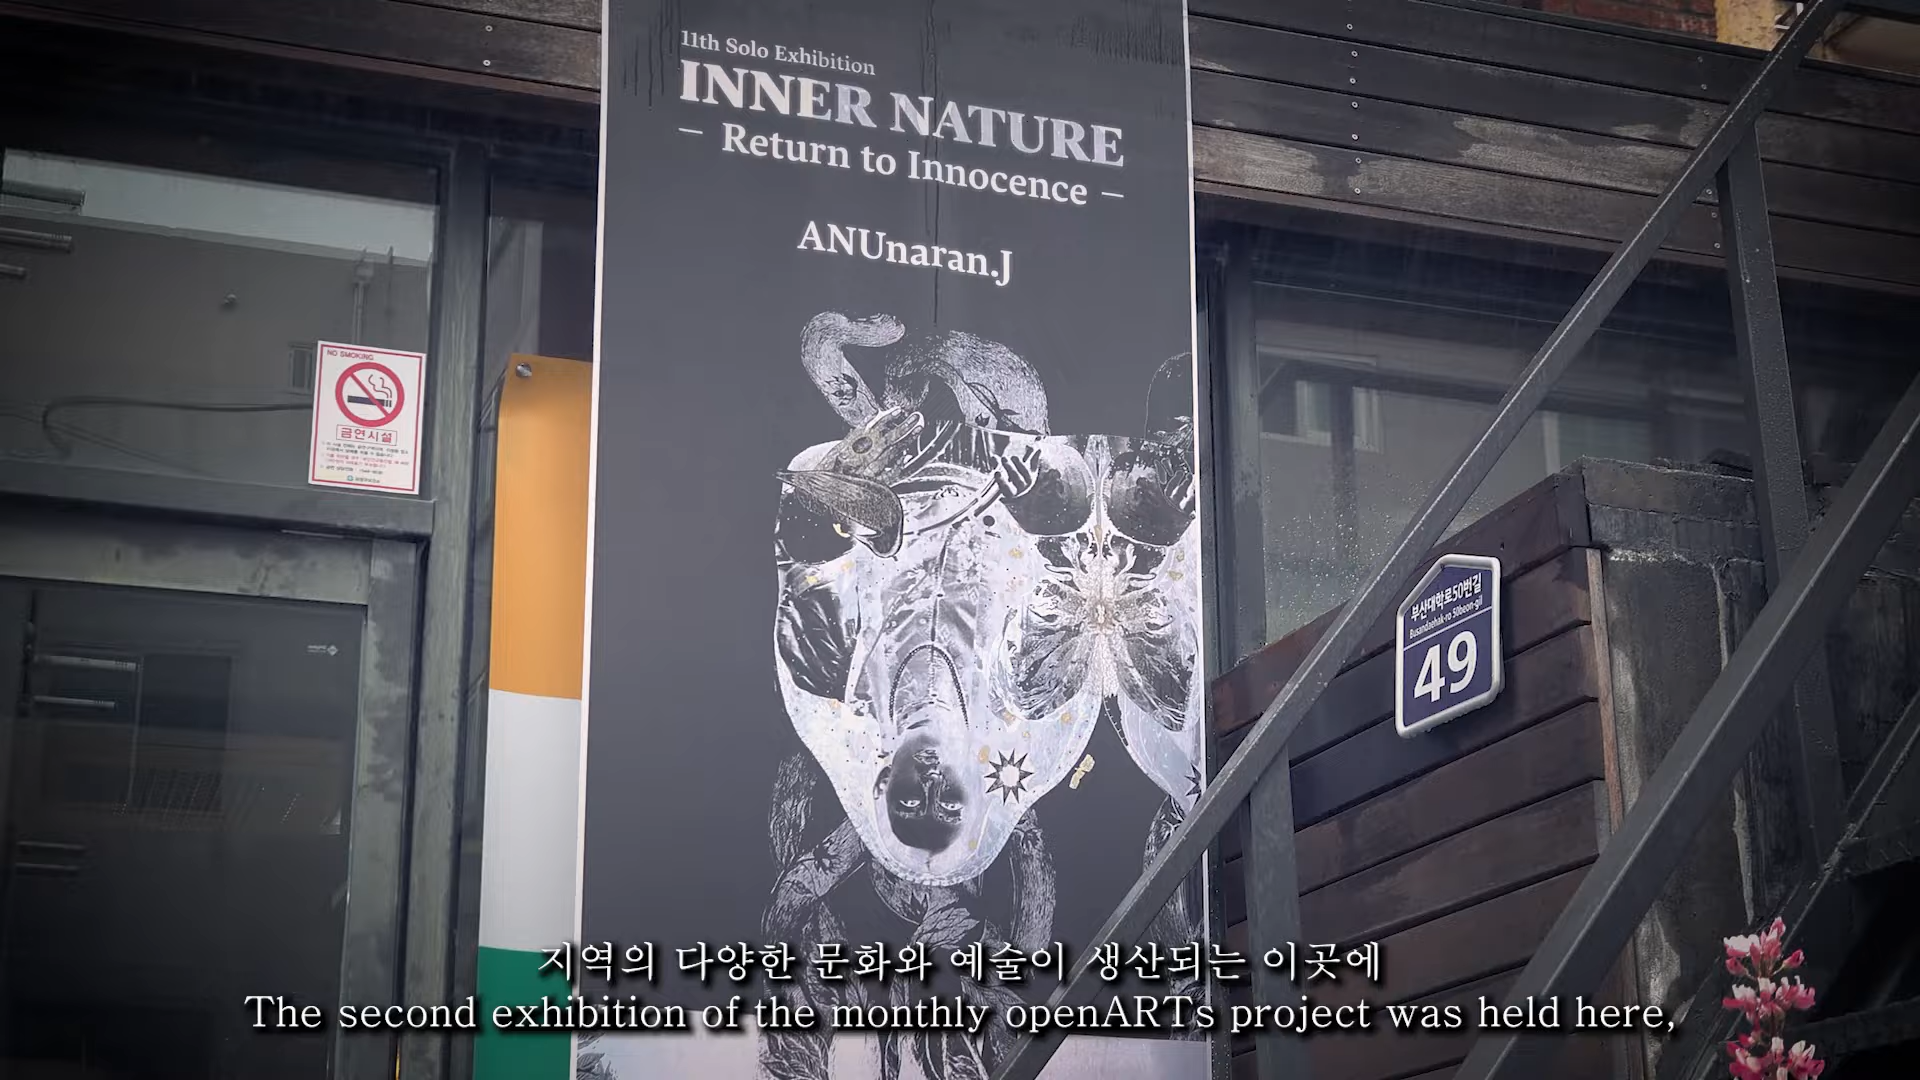 11th Solo Exhibition
INNER NATURE
– Return to Innocence –
ANUnaran.J
NO SMOKING
금연시설
부산대학로50번길
Busandaehak-ro 50beon-gil
49
지역의 다양한 문화와 예술이 생산되는 이곳에
The second exhibition of the monthly openARTs project was held here,